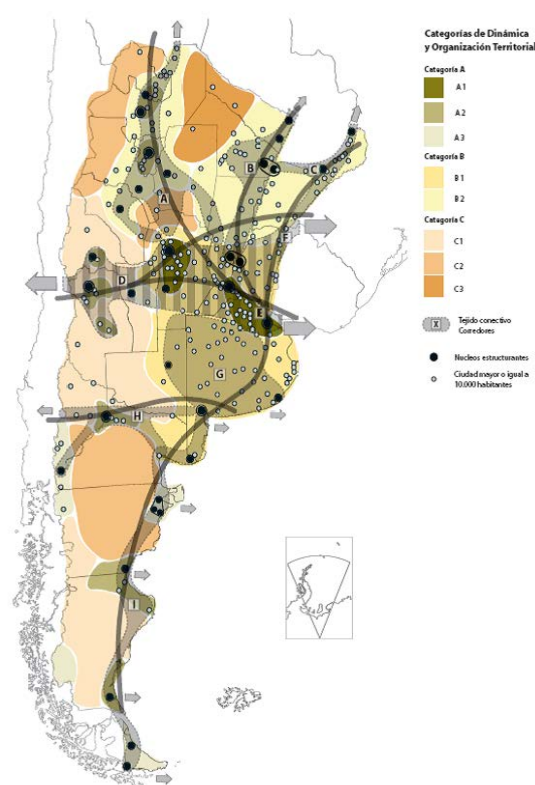 Categorías de Dinámica
y Organización Territorial
Categoría A
A 1
A 2
A 3
Categoría B
B 1
B 2
Categoría C
C1
C2
C3
X
Tejido conectivo
Corredores
Nucleos estructurantes
Ciudad mayor o igual a
10.000 habitantes
B
C
A
F
D
E
G
H
I